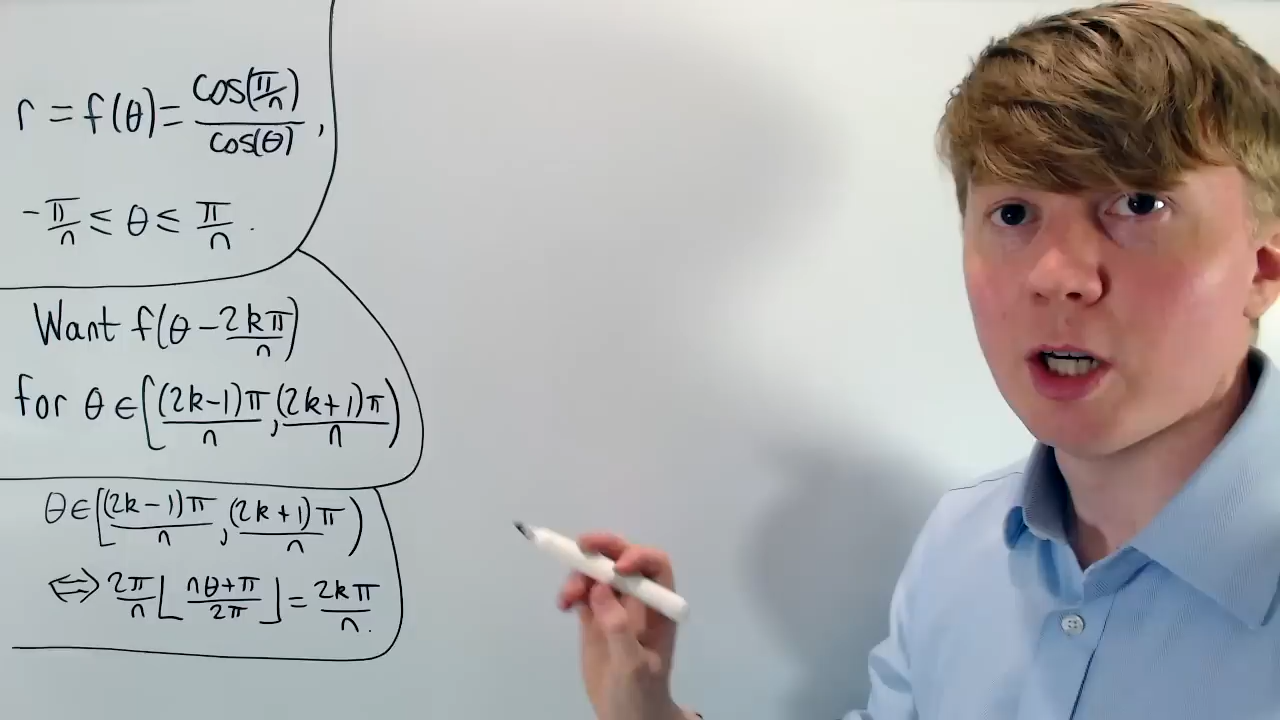 r = f(θ) = cos(π/n)/cos(θ),
-π/n ≤ θ ≤ π/n.
Want f(θ - 2kπ/n)
for θ ∈ [(2k-1)π/n, (2k+1)π/n)
θ ∈ [(2k-1)π/n, (2k+1)π/n)
⇔ 2π/n ⌊(nθ+π)/2π⌋ = 2kπ/n.